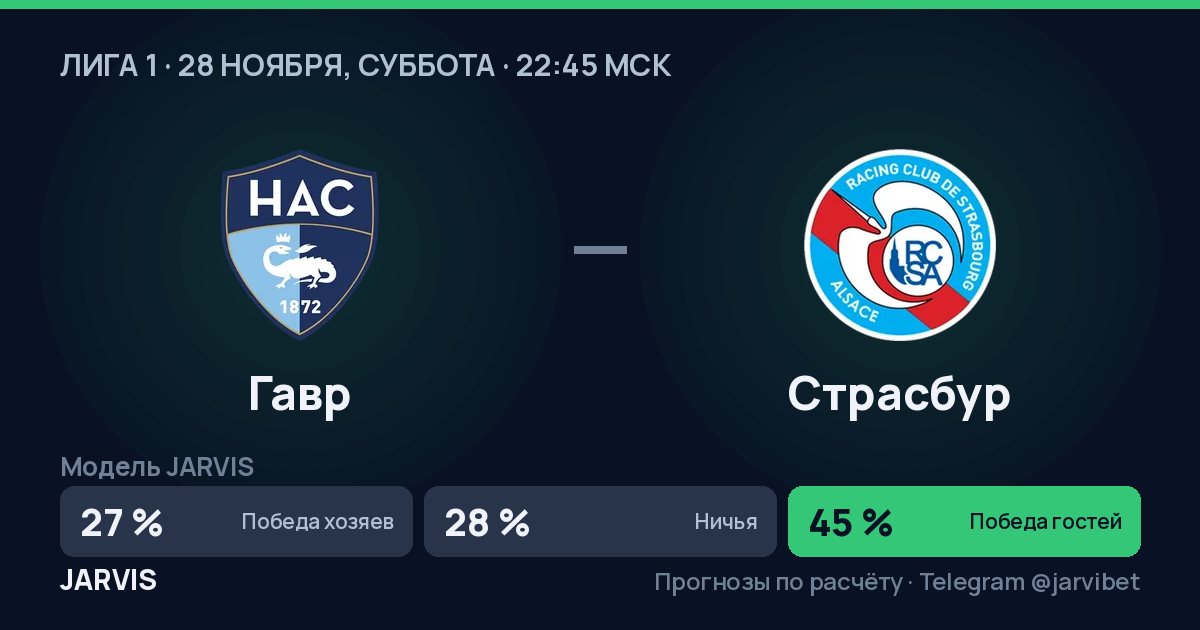 ЛИГА 1 · 28 НОЯБРЯ, СУББОТА · 22:45 МСК
HAC
1872
RACING CLUB DE STRASBOURG
RCSA
ALSACE
Гавр
Страсбур
Модель JARVIS
27 % Победа хозяев
28 % Ничья
45 % Победа гостей
JARVIS
Прогнозы по расчёту · Telegram @jarvibet